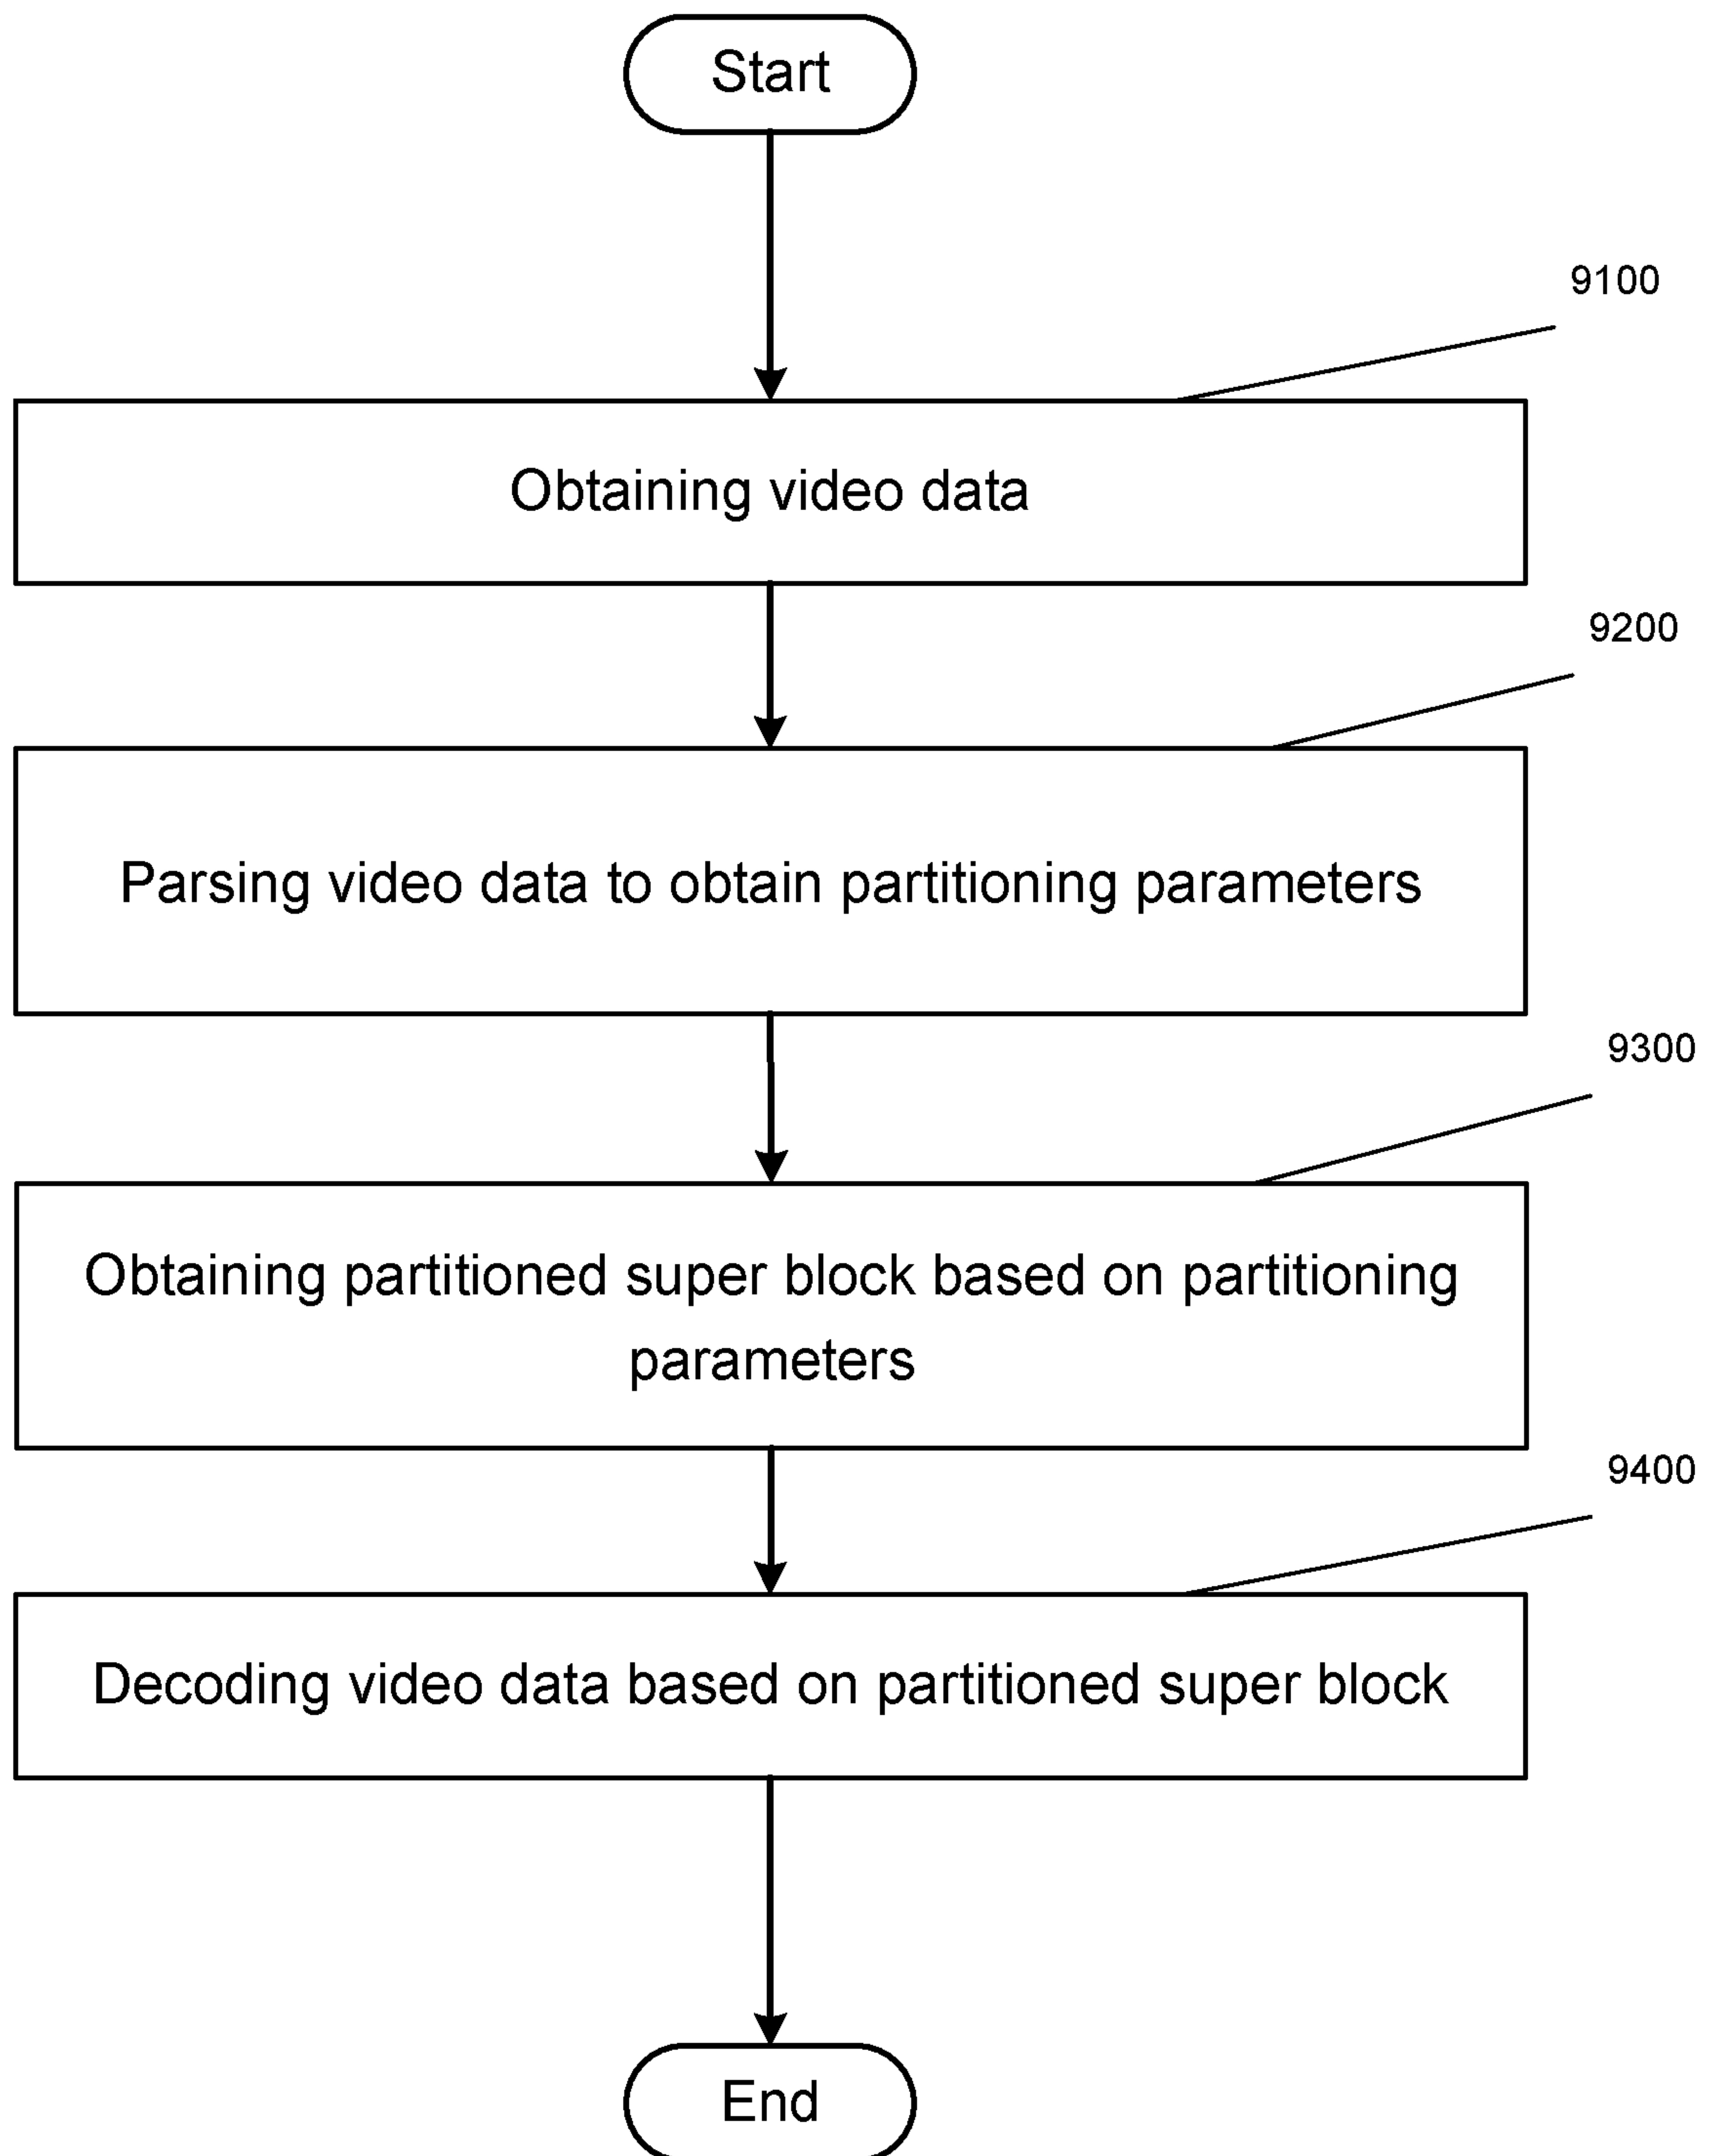 Start
9100
Obtaining video data
9200
Parsing video data to obtain partitioning parameters
9300
Obtaining partitioned super block based on partitioning
parameters
9400
Decoding video data based on partitioned super block
End